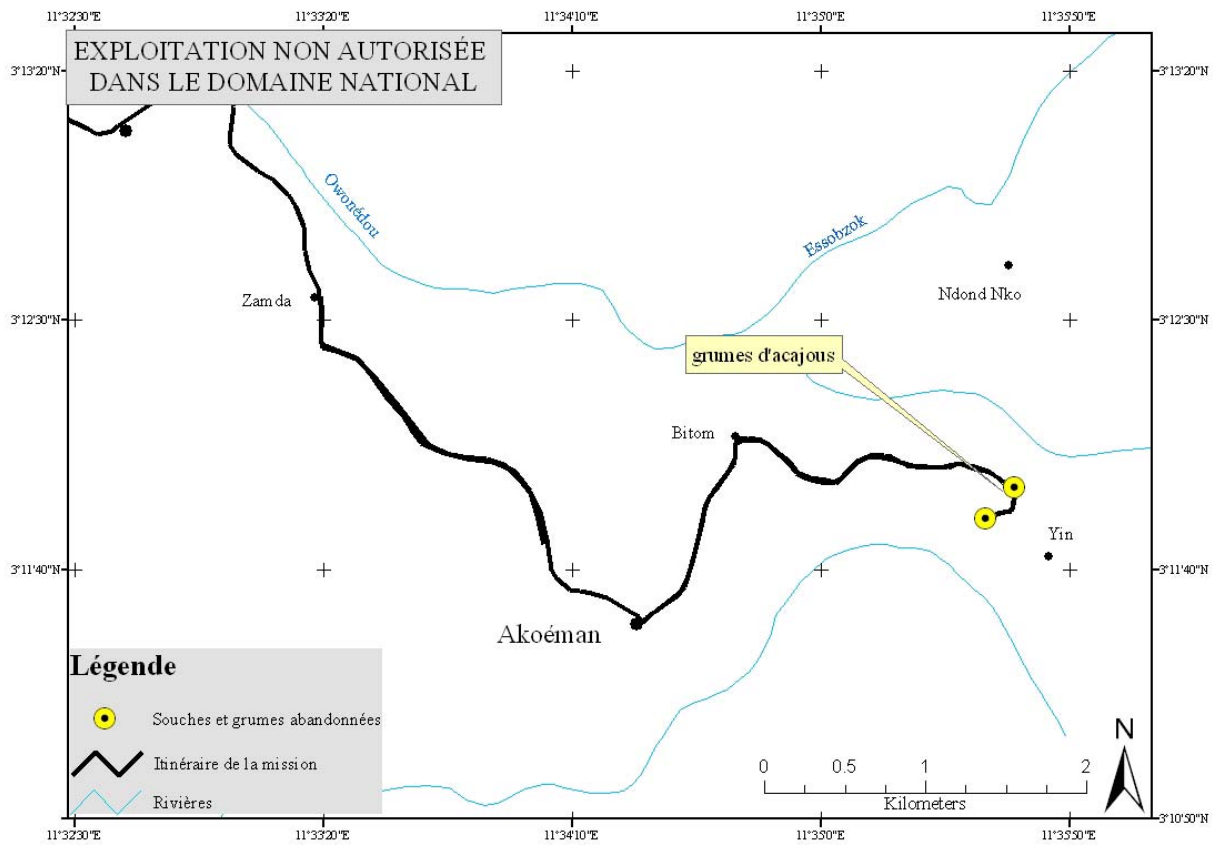 11°32'30"E 11°33'20"E 11°34'10"E 11°35'0"E 11°35'50"E
EXPLOITATION NON AUTORISÉE
DANS LE DOMAINE NATIONAL
3°13'20"N 3°13'20"N
Owonédou
Essobzok
Ndond Nko
Zamda
3°12'30"N 3°12'30"N
grumes d'acajous
Bitom
Yin
3°11'40"N 3°11'40"N
Akoéman
Légende
Souches et grumes abandonnées
Itinéraire de la mission
Rivières
N
0 0.5 1 2
Kilometers
3°10'50"N
11°32'30"E 11°33'20"E 11°34'10"E 11°35'0"E 11°35'50"E